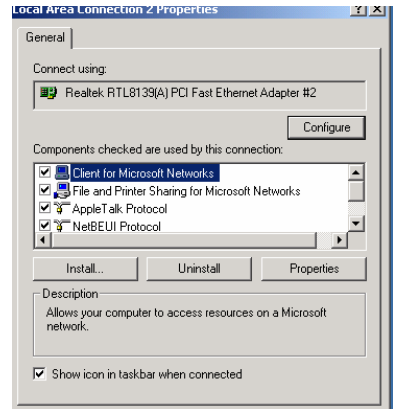 Local Area Connection 2 Properties
General
Connect using:
Realtek RTL8139(A) PCI Fast Ethernet Adapter #2
Configure
Components checked are used by this connection:
Client for Microsoft Networks
File and Printer Sharing for Microsoft Networks
AppleTalk Protocol
NetBEUI Protocol
Install...
Uninstall
Properties
Description
Allows your computer to access resources on a Microsoft
network.
Show icon in taskbar when connected